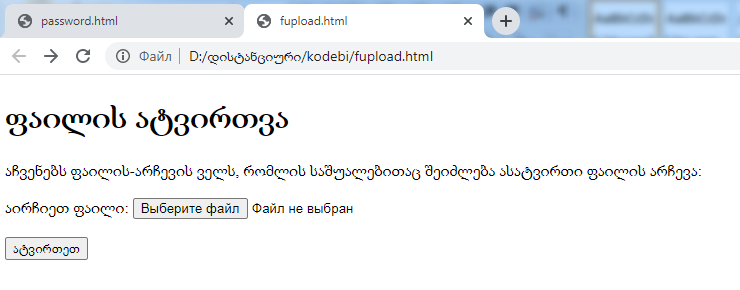 password.html
fupload.html
Файл D:/დისტანციური/kodebi/fupload.html
ფაილის ატვირთვა
აჩვენებს ფაილის-არჩევის ველს, რომლის საშუალებითაც შეიძლება ასატვირთი ფაილის არჩევა:
აირჩიეთ ფაილი: Выберите файл Файл не выбран
ატვირთეთ